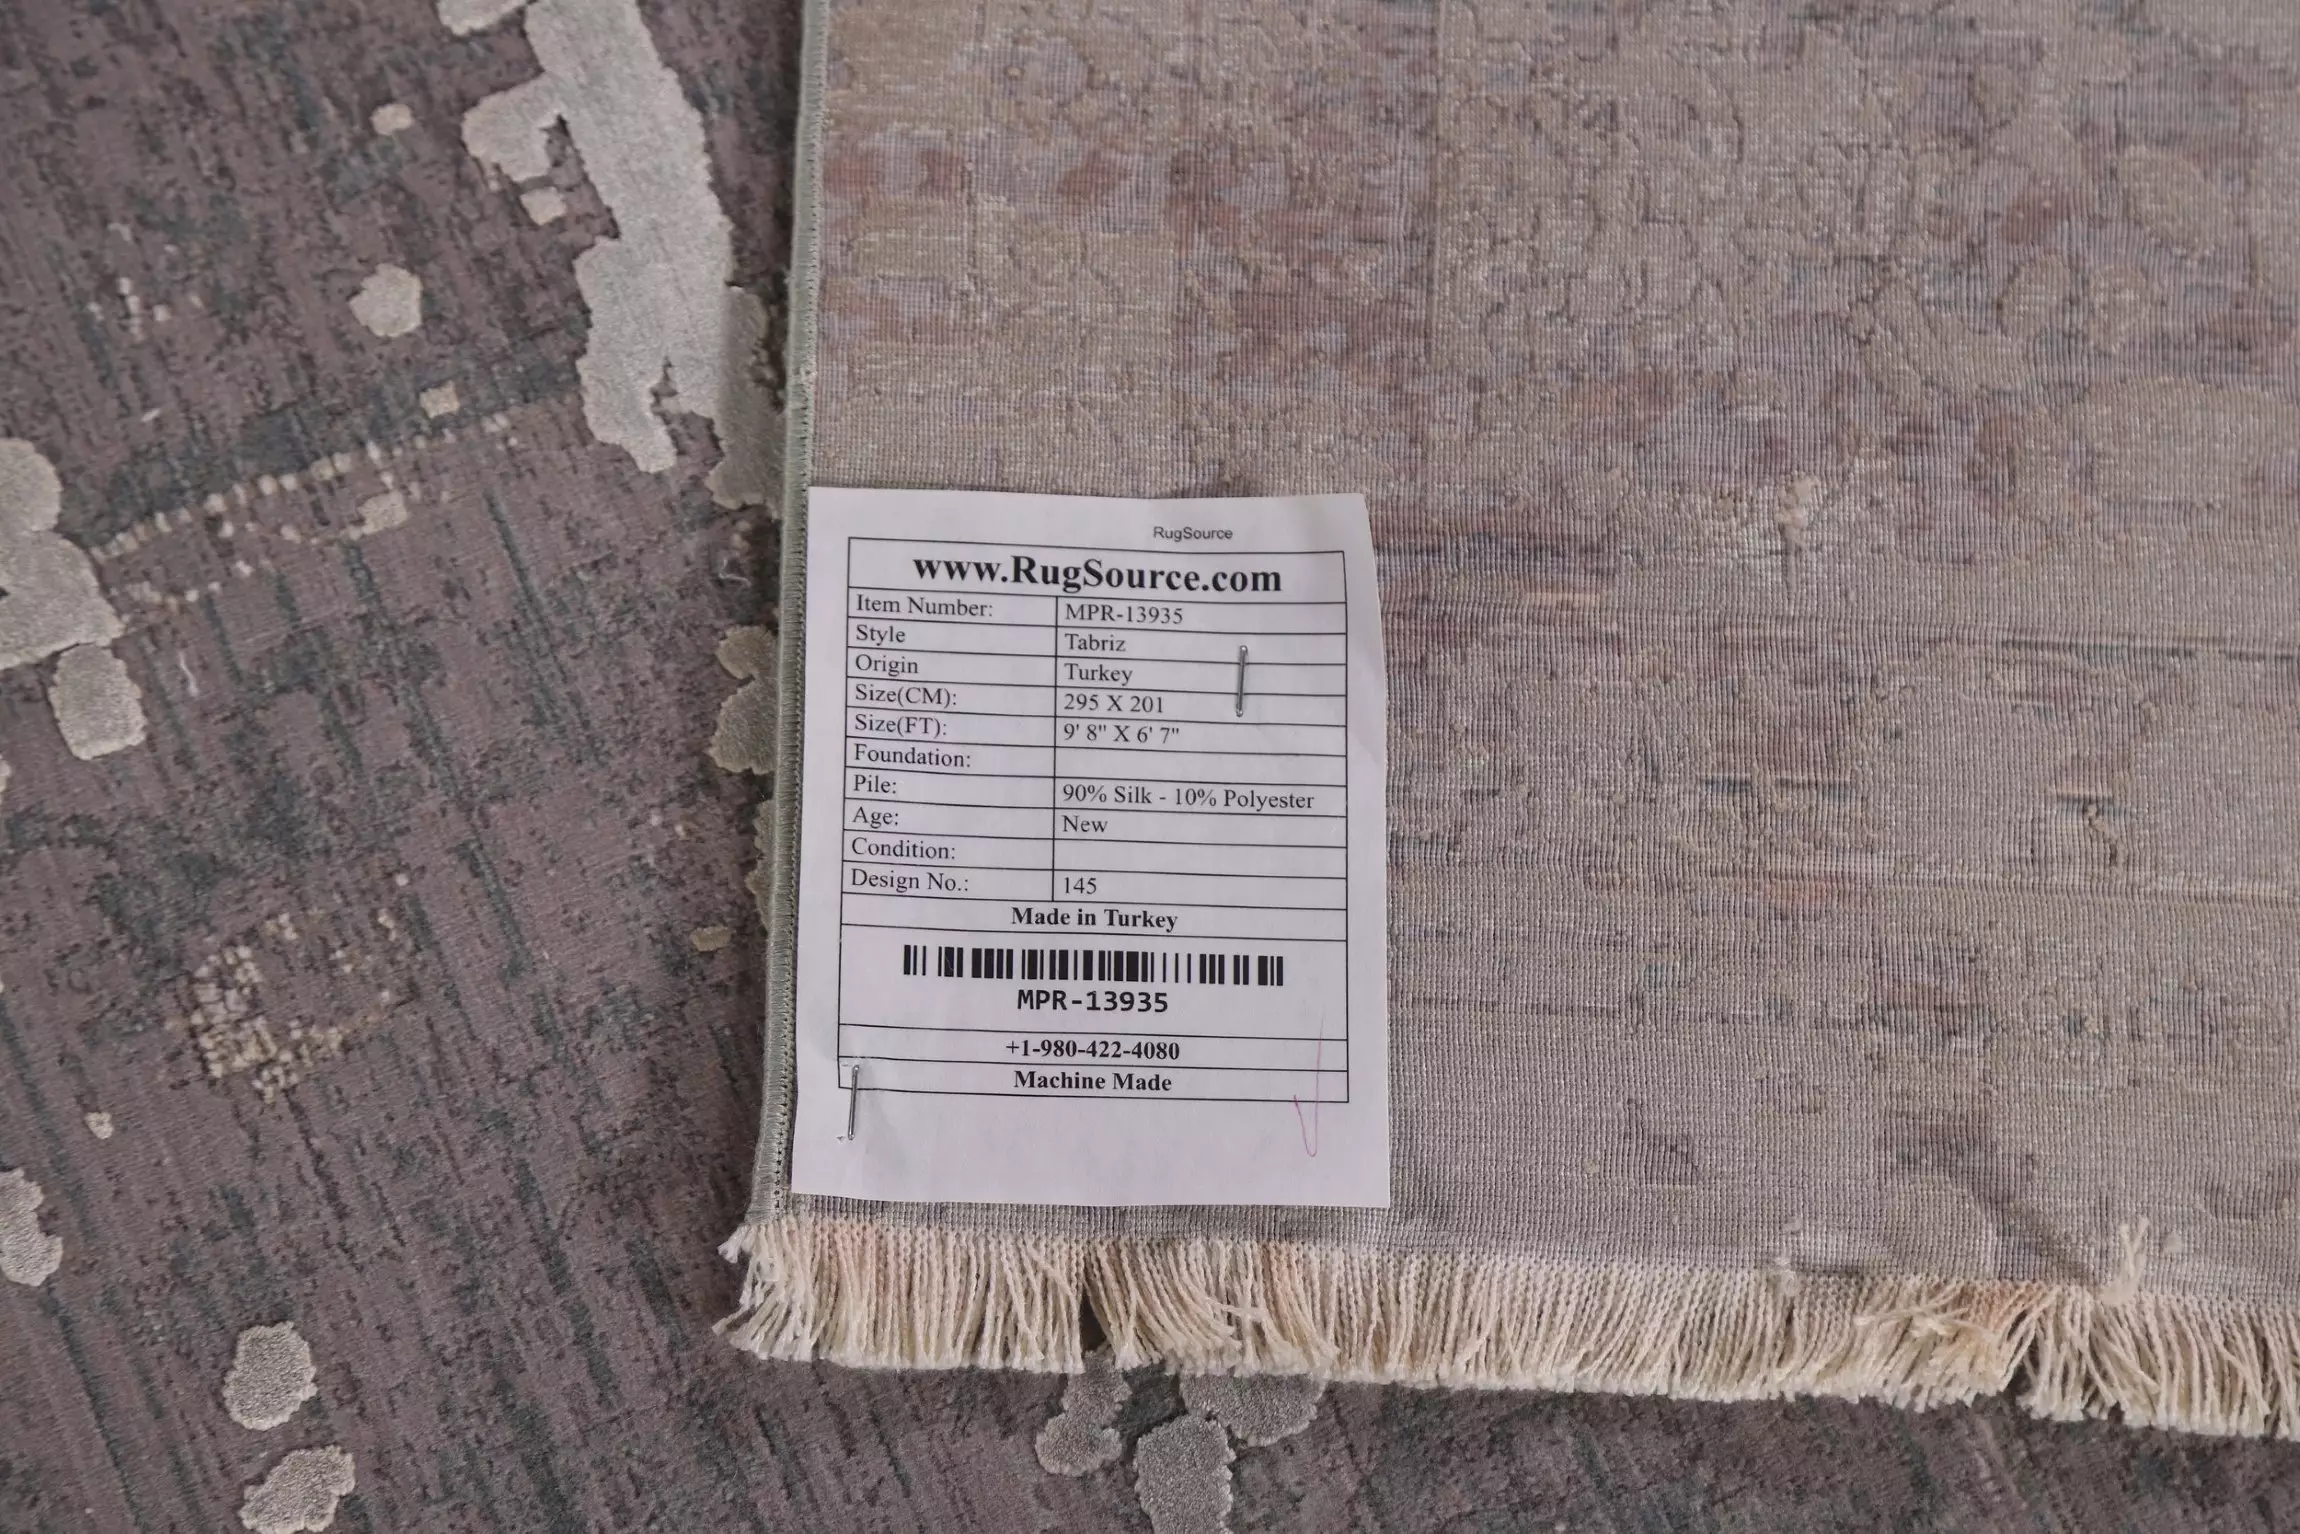 RugSource
www.RugSource.com
Item Number: MPR-13935
Style Tabriz
Origin Turkey
Size(CM): 295 X 201
Size(FT): 9' 8" X 6' 7"
Foundation:
Pile: 90% Silk - 10% Polyester
Age: New
Condition:
Design No.: 145
Made in Turkey
MPR-13935
+1-980-422-4080
Machine Made